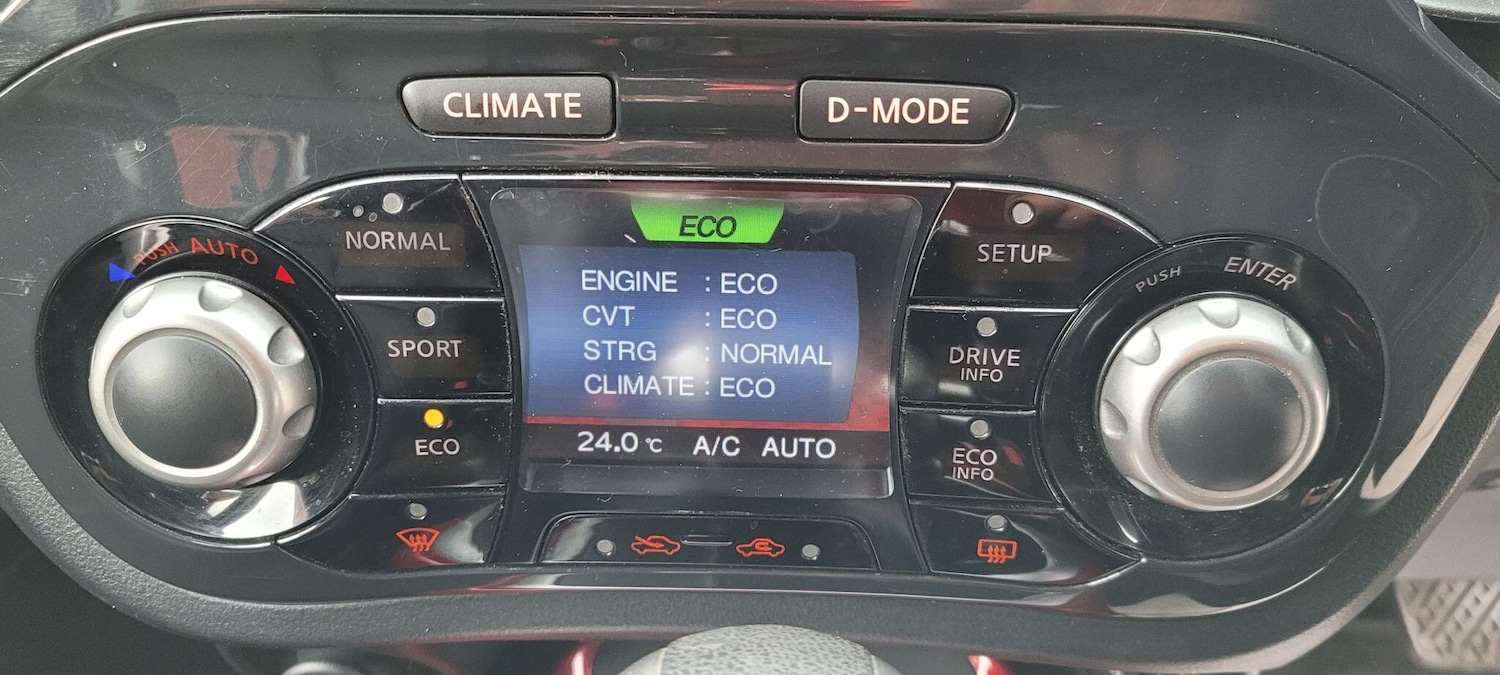 CLIMATE
D-MODE
PUSH AUTO
NORMAL
SPORT
ECO
ECO
ENGINE : ECO
CVT : ECO
STRG : NORMAL
CLIMATE : ECO
24.0 ℃ A/C AUTO
SETUP
DRIVE
INFO
ECO
INFO
PUSH ENTER